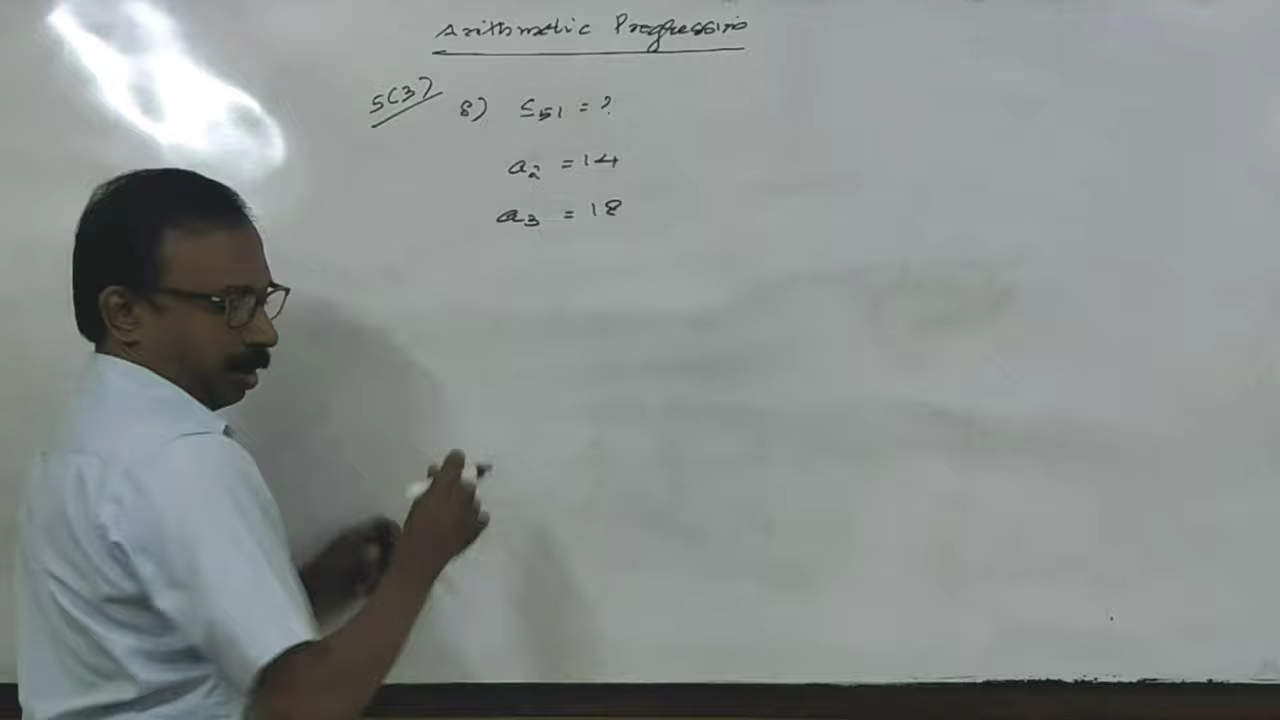 Arithmetic Progression
5(3) 8) S51 = ?
a2 = 14
a3 = 18